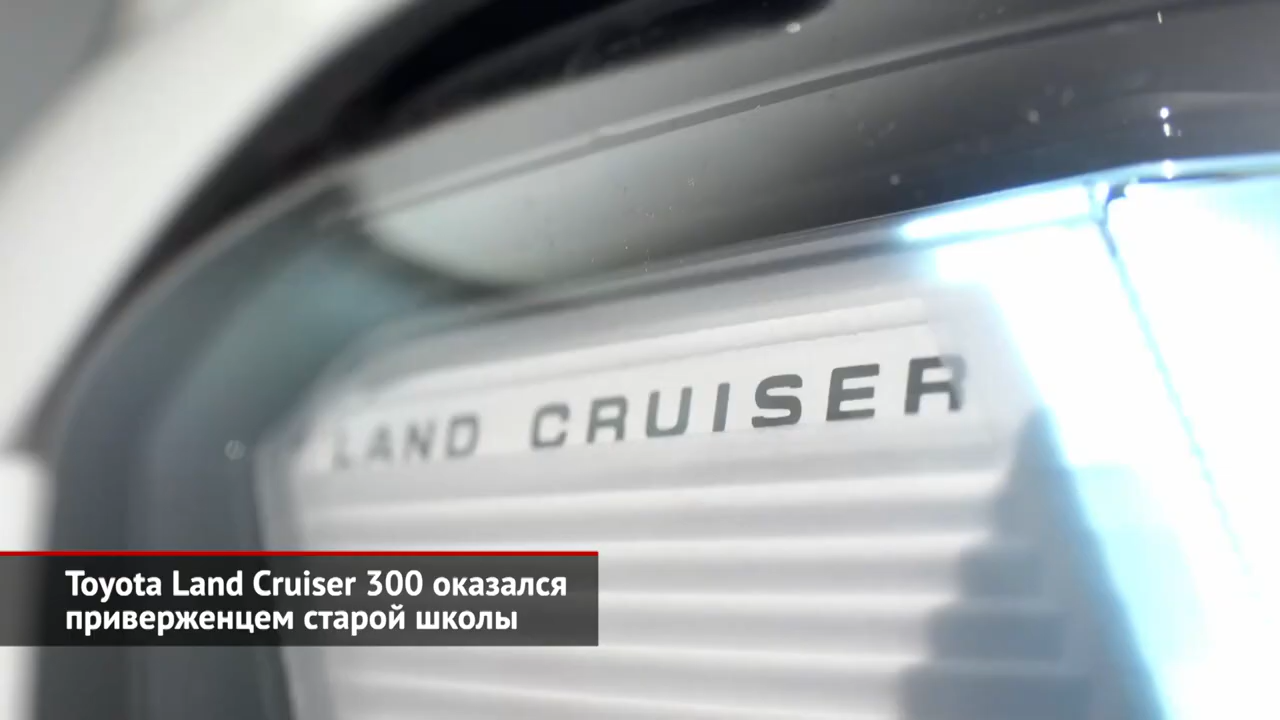 LAND CRUISER
Toyota Land Cruiser 300 оказался
приверженцем старой школы